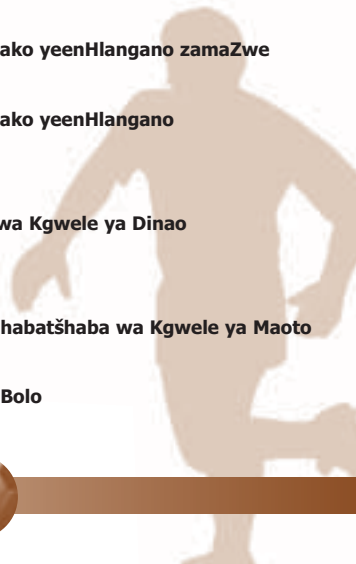 ako yeenHlangano zamaZwe
ako yeenHlangano
wa Kgwele ya Dinao
habatšhaba wa Kgwele ya Maoto
Bolo